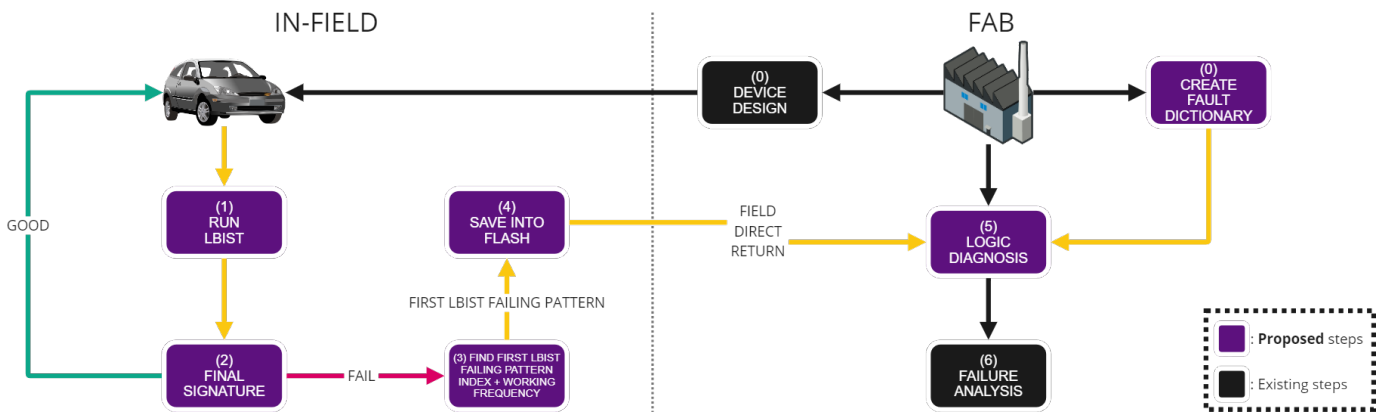 IN-FIELD
FAB
(0)
DEVICE
DESIGN
(0)
CREATE
FAULT
DICTIONARY
GOOD
(1)
RUN
LBIST
(4)
SAVE INTO
FLASH
FIELD
DIRECT
RETURN
(5)
LOGIC
DIAGNOSIS
FIRST LBIST FAILING PATTERN
(2)
FINAL
SIGNATURE
FAIL
(3) FIND FIRST LBIST
FAILING PATTERN
INDEX + WORKING
FREQUENCY
(6)
FAILURE
ANALYSIS
: Proposed steps
: Existing steps